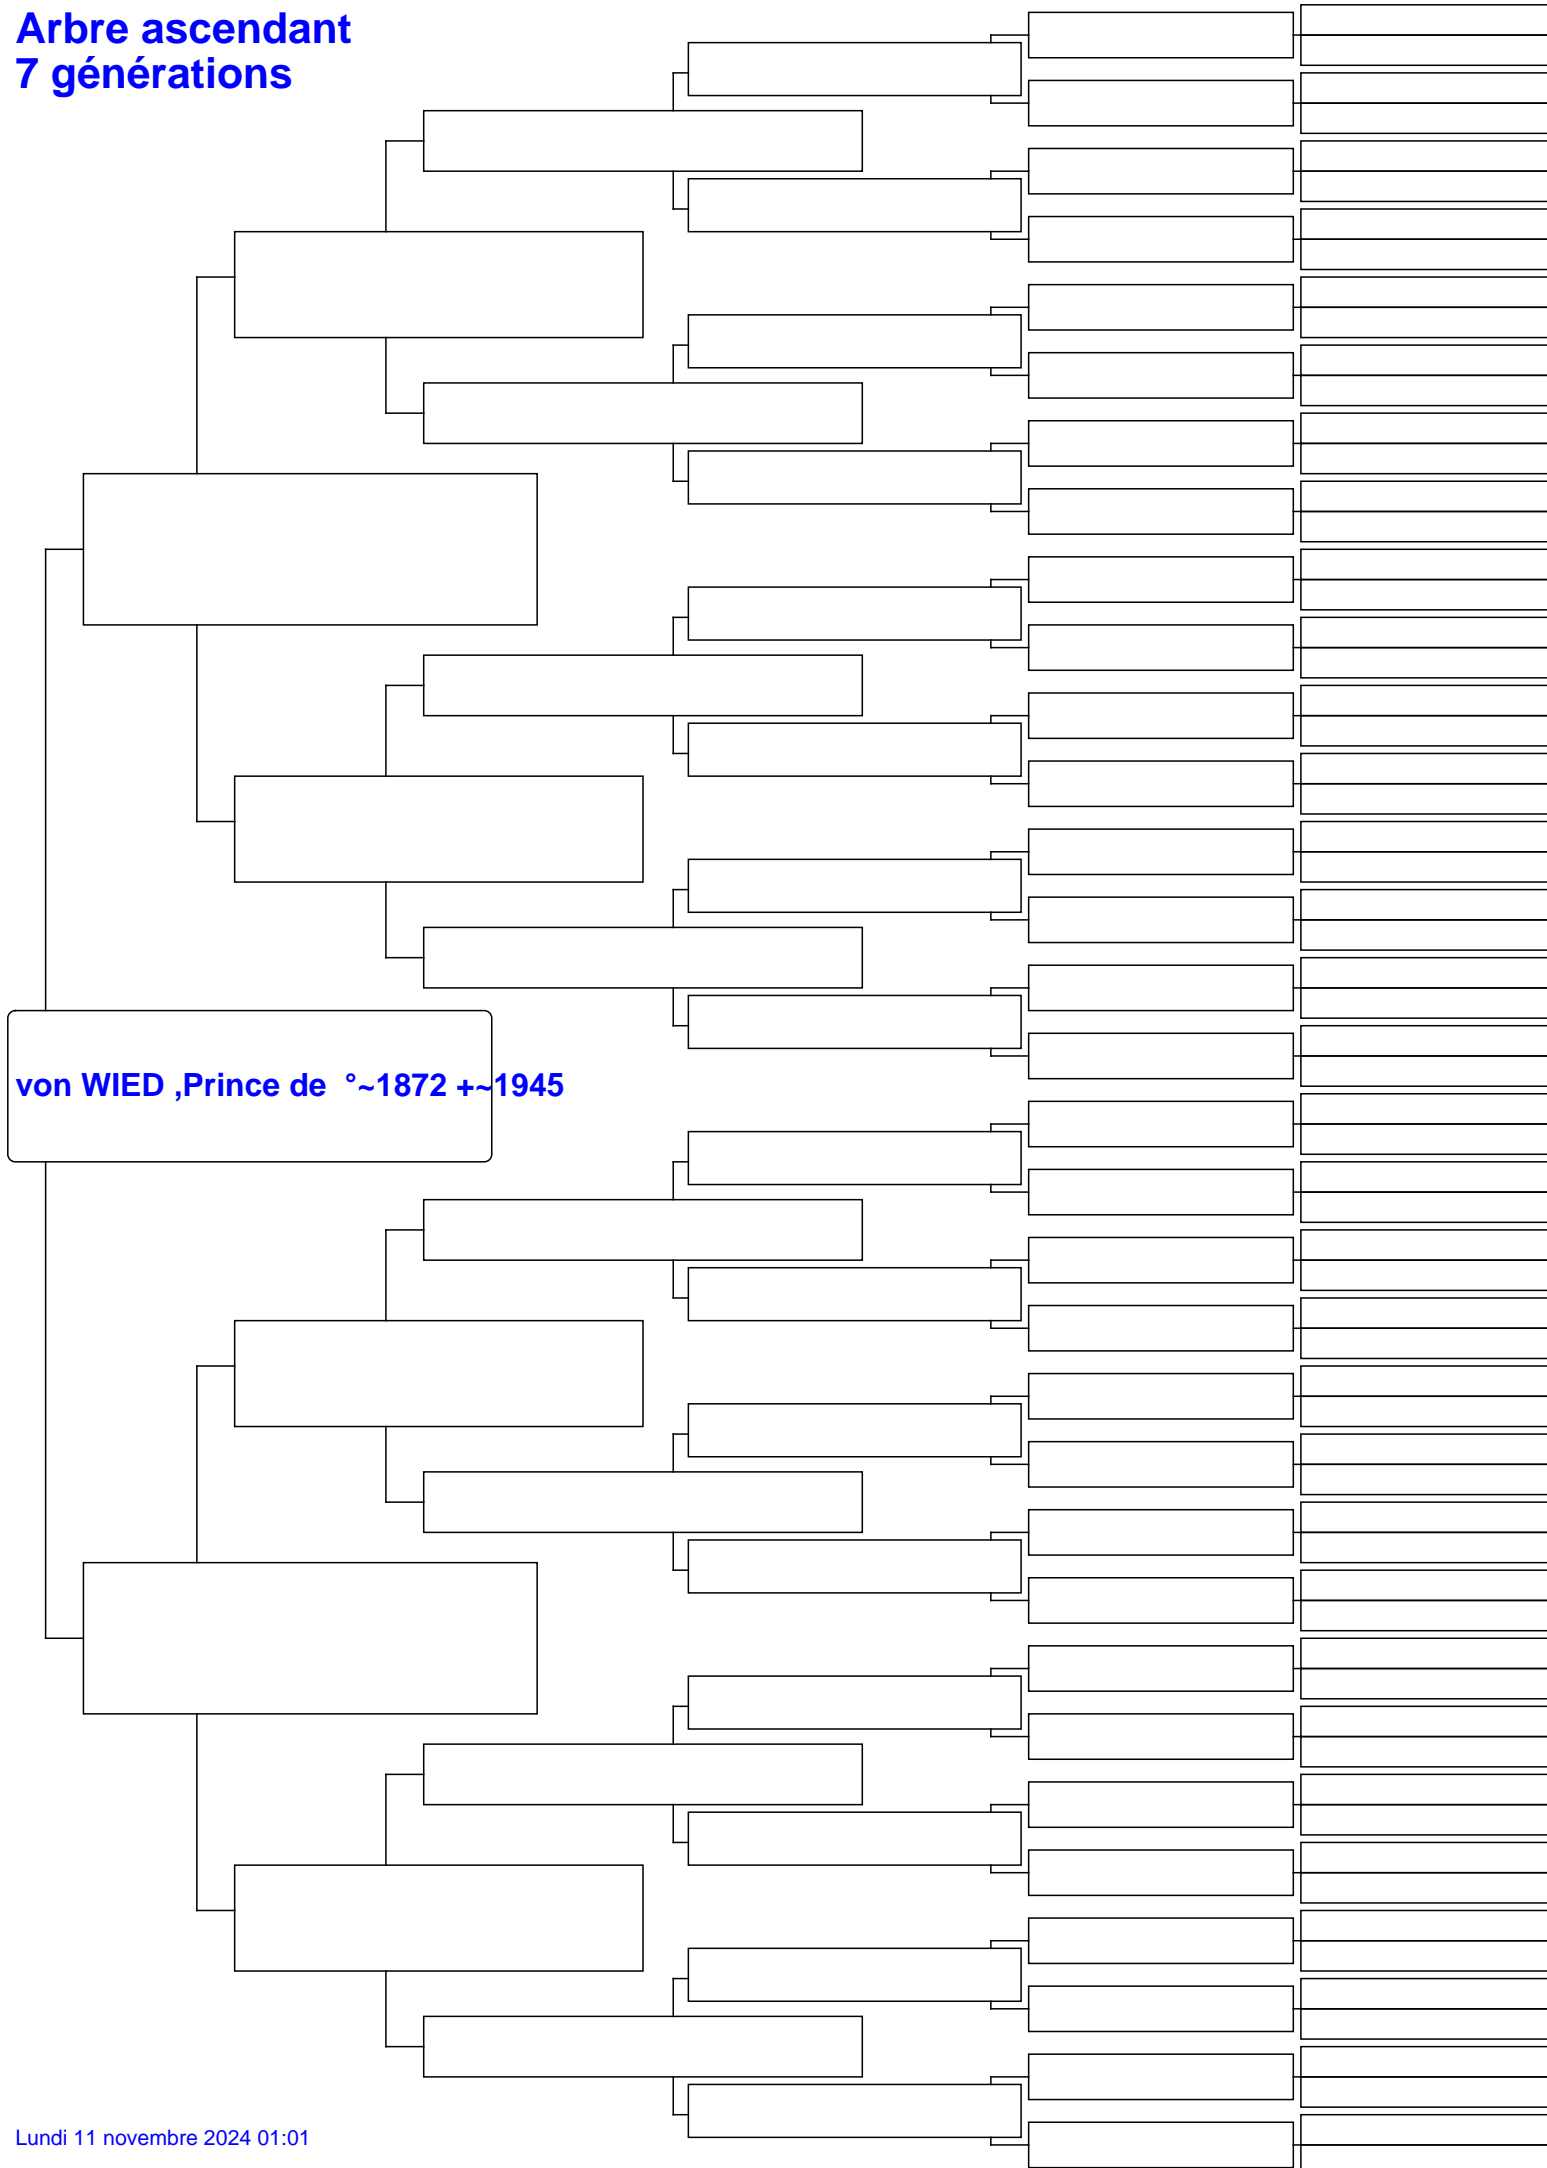 Arbre ascendant
7 générations
von WIED ,Prince de °~1872 +~1945
Lundi 11 novembre 2024 01:01